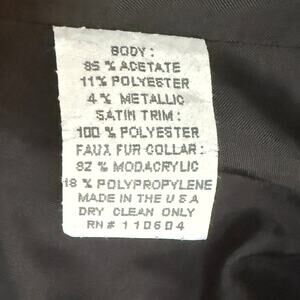 BODY:
85 % ACETATE
11 % POLYESTER
4 % METALLIC
SATIN TRIM:
100 % POLYESTER
FAUX FUR COLLAR:
82 % MODACRYLIC
18 % POLYPROPYLENE
MADE IN THE U S A
DRY CLEAN ONLY
RN# 110604